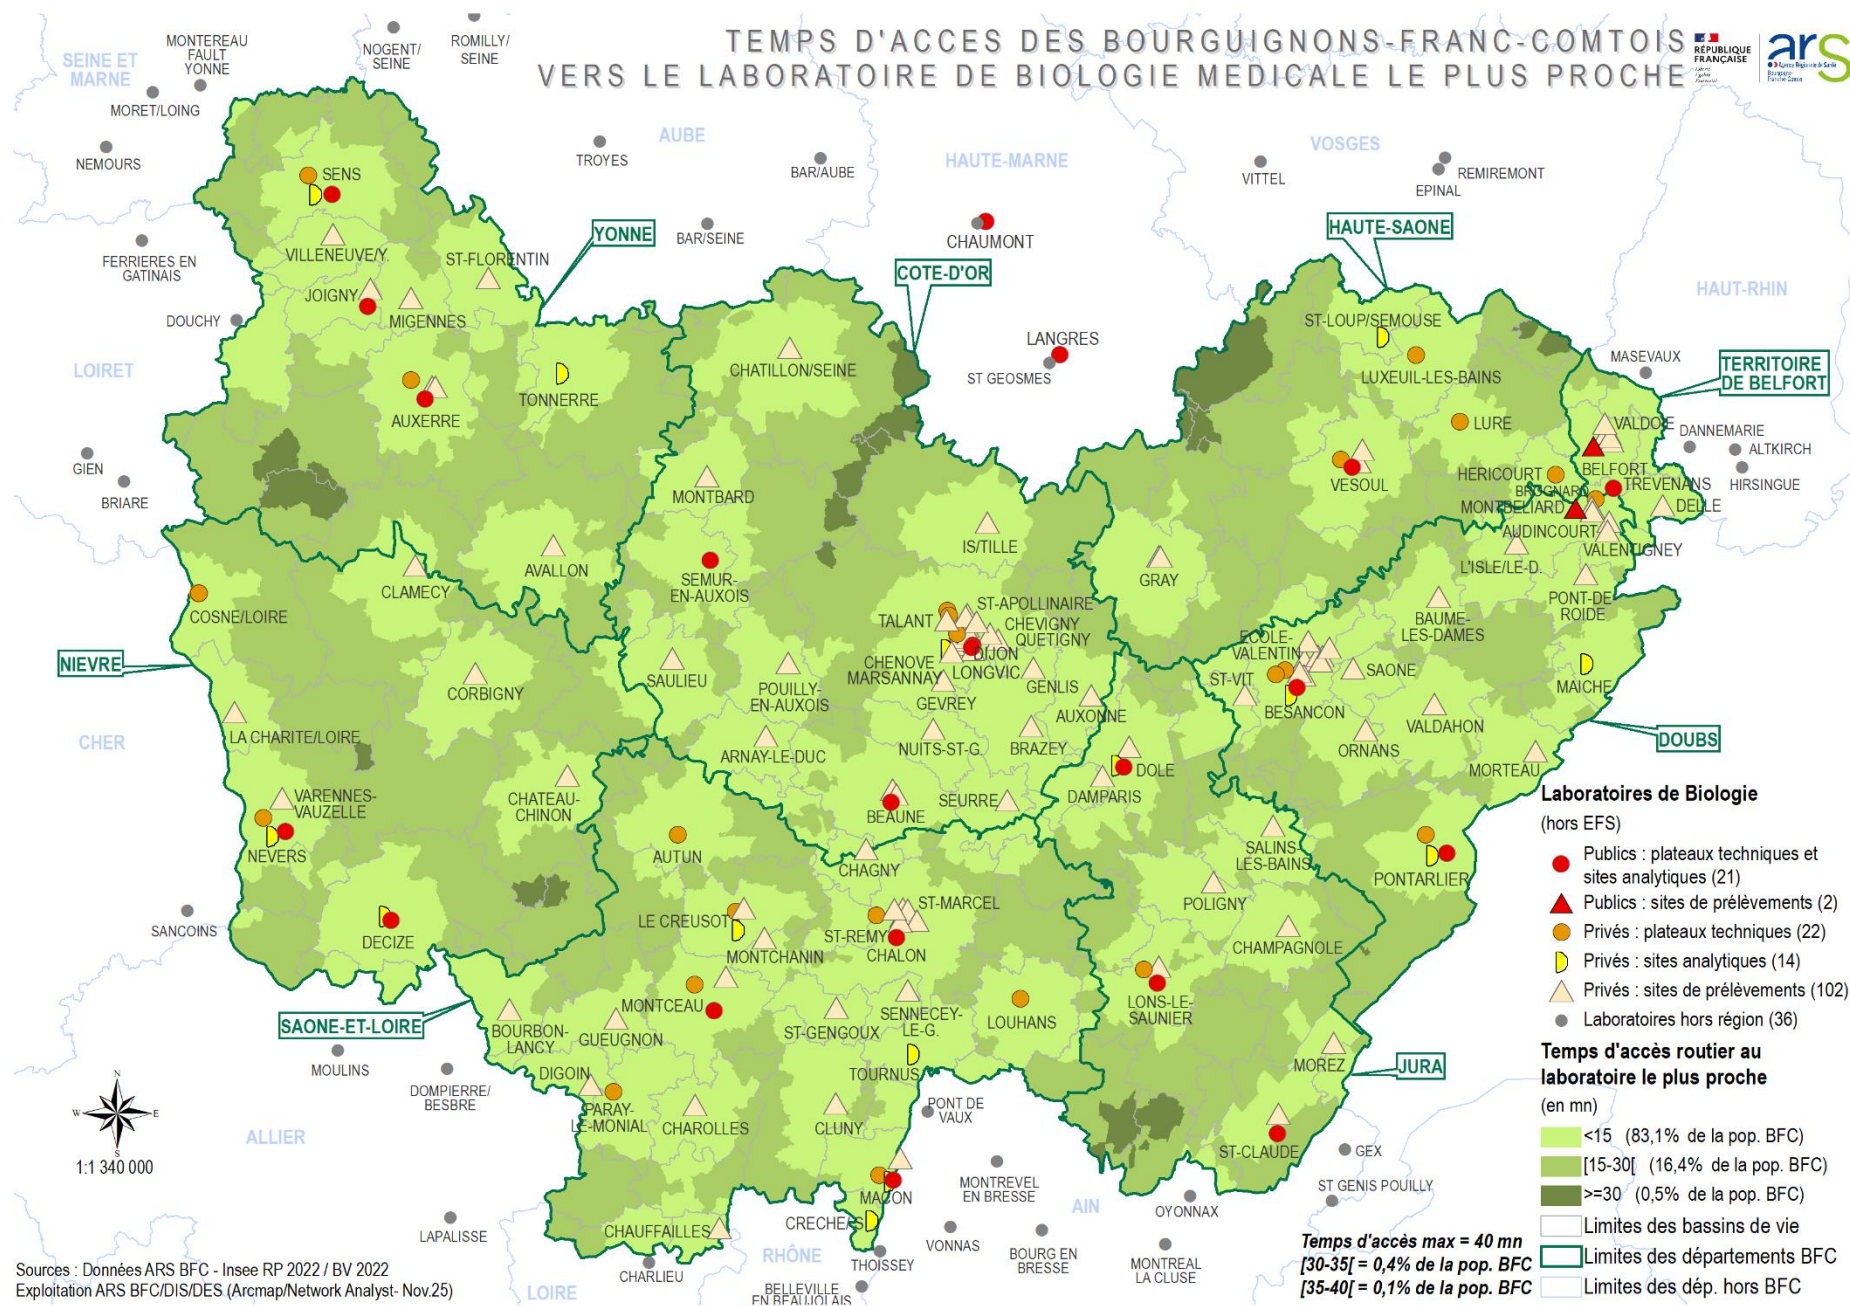 TEMPS D'ACCES DES BOURGUIGNONS-FRANC-COMTOIS
VERS LE LABORATOIRE DE BIOLOGIE MEDICALE LE PLUS PROCHE
RÉPUBLIQUE
FRANÇAISE
ars
Agence Régionale de Santé
Bourgogne-
Franche-Comté
SEINE ET
MARNE
MONTEREAU
FAULT
YONNE
NOGENT/
SEINE
ROMILLY/
SEINE
MORET/LOING
NEMOURS
AUBE
TROYES
BAR/AUBE
HAUTE-MARNE
VOSGES
VITTEL
REMIREMONT
EPINAL
SENS
FERRIERES EN
GATINAIS
VILLENEUVE/Y.
ST-FLORENTIN
YONNE
BAR/SEINE
CHAUMONT
COTE-D'OR
HAUTE-SAONE
HAUT-RHIN
JOIGNY
MIGENNES
DOUCHY
LOIRET
CHATILLON/SEINE
LANGRES
ST GEOSMES
ST-LOUP/SEMOUSE
LUXEUIL-LES-BAINS
MASEVAUX
TERRITOIRE
DE BELFORT
TONNERRE
AUXERRE
LURE
VALDOIE
DANNEMARIE
ALTKIRCH
HIRSINGUE
GIEN
BRIARE
MONTBARD
VESOUL
HERICOURT
BELFORT
TREVENANS
BROGNARD
MONTBELIARD
DELLE
AUDINCOURT
VALENTIGNEY
IS/TILLE
AVALLON
SEMUR-
EN-AUXOIS
GRAY
L'ISLE/LE-D.
PONT-DE-
ROIDE
CLAMECY
COSNE/LOIRE
TALANT
ST-APOLLINAIRE
CHEVIGNY
QUETIGNY
DIJON
BAUME-
LES-DAMES
NIEVRE
CORBIGNY
SAULIEU
POUILLY-
EN-AUXOIS
CHENOVE
MARSANNAY
LONGVIC
GEVREY
GENLIS
ECOLE-
VALENTIN
ST-VIT
SAONE
BESANCON
MAICHE
LA CHARITE/LOIRE
CHER
ARNAY-LE-DUC
NUITS-ST-G.
BRAZEY
AUXONNE
VALDAHON
ORNANS
DOUBS
MORTEAU
DOLE
DAMPARIS
VARENNES-
VAUZELLE
NEVERS
CHATEAU-
CHINON
BEAUNE
SEURRE
AUTUN
CHAGNY
SALINS-
LES-BAINS
PONTARLIER
POLIGNY
SANCOINS
DECIZE
LE CREUSOT
MONTCHANIN
ST-MARCEL
ST-REMY
CHALON
CHAMPAGNOLE
MONTCEAU
LONS-LE-
SAUNIER
SAONE-ET-LOIRE
BOURBON-
LANCY
GUEUGNON
ST-GENGOUX
SENNECEY-
LE-G.
LOUHANS
MOULINS
DIGOIN
TOURNUS
MOREZ
JURA
DOMPIERRE/
BESBRE
PARAY-
LE-MONIAL
CHAROLLES
CLUNY
PONT DE
VAUX
ALLIER
ST-CLAUDE
GEX
MACON
MONTREVEL
EN BRESSE
ST GENIS POUILLY
AIN
OYONNAX
LAPALISSE
CHAUFFAILLES
CRECHE/S
RHÔNE
VONNAS
BOURG EN
BRESSE
MONTREAL
LA CLUSE
THOISSEY
CHARLIEU
LOIRE
BELLEVILLE
EN BEAUJOLAIS
N
W
E
S
1:1 340 000
Laboratoires de Biologie
(hors EFS)
Publics : plateaux techniques et
sites analytiques (21)
Publics : sites de prélèvements (2)
Privés : plateaux techniques (22)
Privés : sites analytiques (14)
Privés : sites de prélèvements (102)
Laboratoires hors région (36)
Temps d'accès routier au
laboratoire le plus proche
(en mn)
<15 (83,1% de la pop. BFC)
[15-30[ (16,4% de la pop. BFC)
>=30 (0,5% de la pop. BFC)
Limites des bassins de vie
Limites des départements BFC
Limites des dép. hors BFC
Temps d'accès max = 40 mn
[30-35[ = 0,4% de la pop. BFC
[35-40[ = 0,1% de la pop. BFC
Sources : Données ARS BFC - Insee RP 2022 / BV 2022
Exploitation ARS BFC/DIS/DES (Arcmap/Network Analyst- Nov.25)